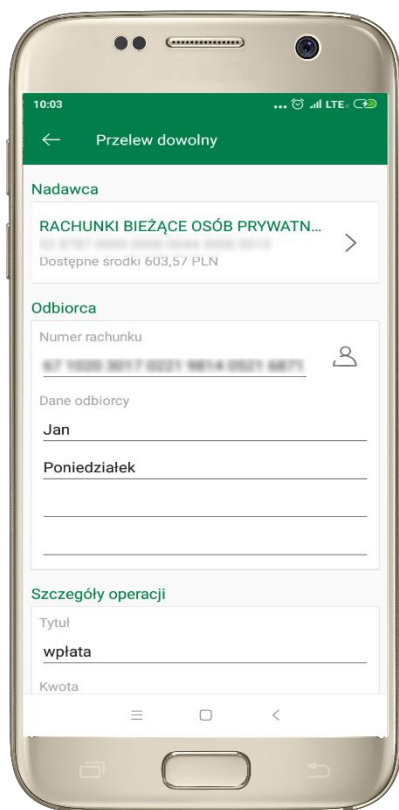 10:03
... LTE
Przelew dowolny
Nadawca
RACHUNKI BIEŻĄCE OSÓB PRYWATN...
Dostępne srodki 603,57 PLN
Odbiorca
Numer rachunku
Dane odbiorcy
Jan
Poniedziałek
Szczegóły operacji
Tytuł
wpłata
Kwota